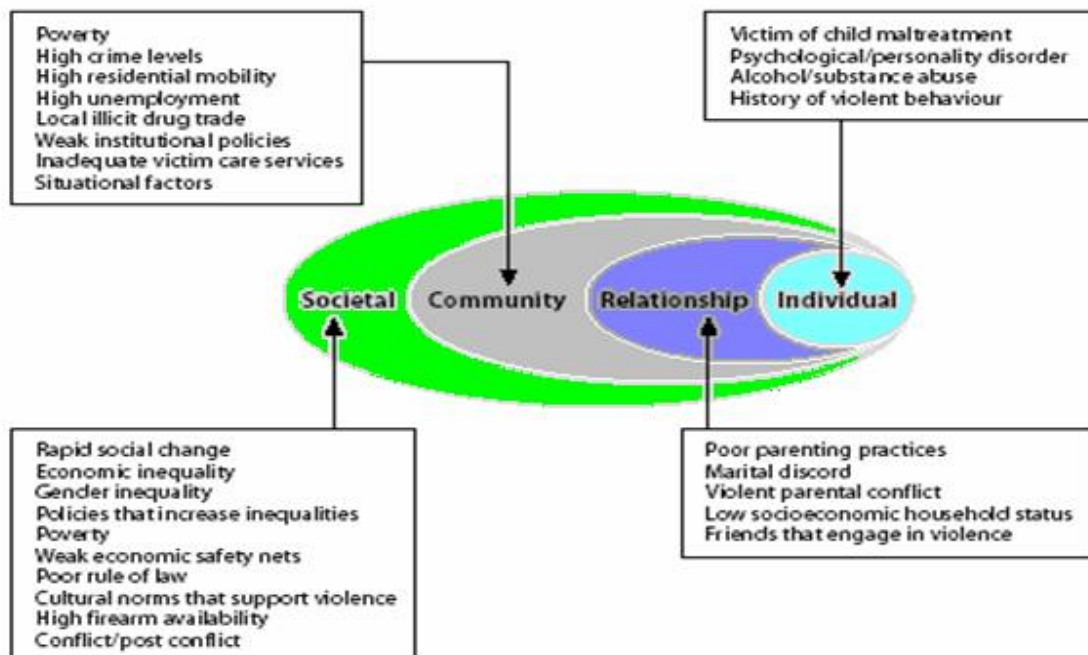 Poverty
High crime levels
High residential mobility
High unemployment
Local illicit drug trade
Weak institutional policies
Inadequate victim care services
Situational factors
Victim of child maltreatment
Psychological/personality disorder
Alcohol/substance abuse
History of violent behaviour
Societal Community Relationship Individual
Rapid social change
Economic inequality
Gender inequality
Policies that increase inequalities
Poverty
Weak economic safety nets
Poor rule of law
Cultural norms that support violence
High firearm availability
Conflict/post conflict
Poor parenting practices
Marital discord
Violent parental conflict
Low socioeconomic household status
Friends that engage in violence